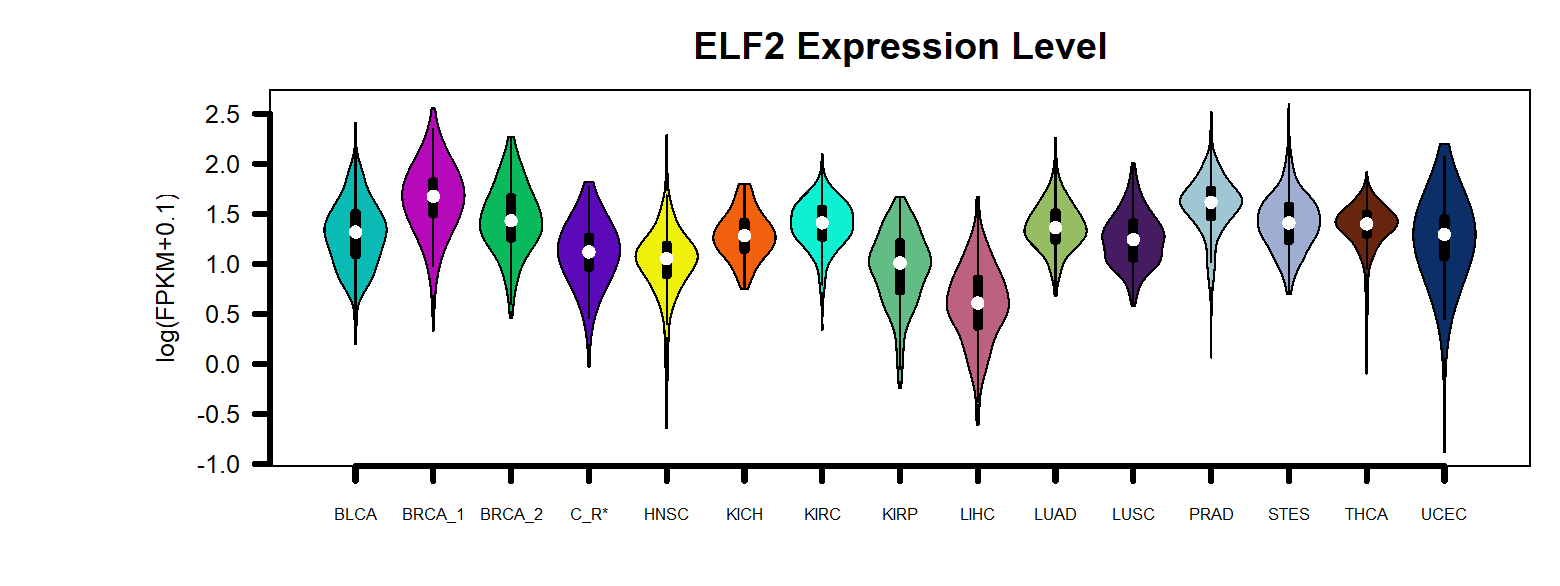 ELF2 Expression Level
log(FPKM+0.1)
2.5
2.0
1.5
1.0
0.5
0.0
-0.5
-1.0
BLCA BRCA_1 BRCA_2 C_R* HNSC KICH KIRC KIRP LIHC LUAD LUSC PRAD STES THCA UCEC